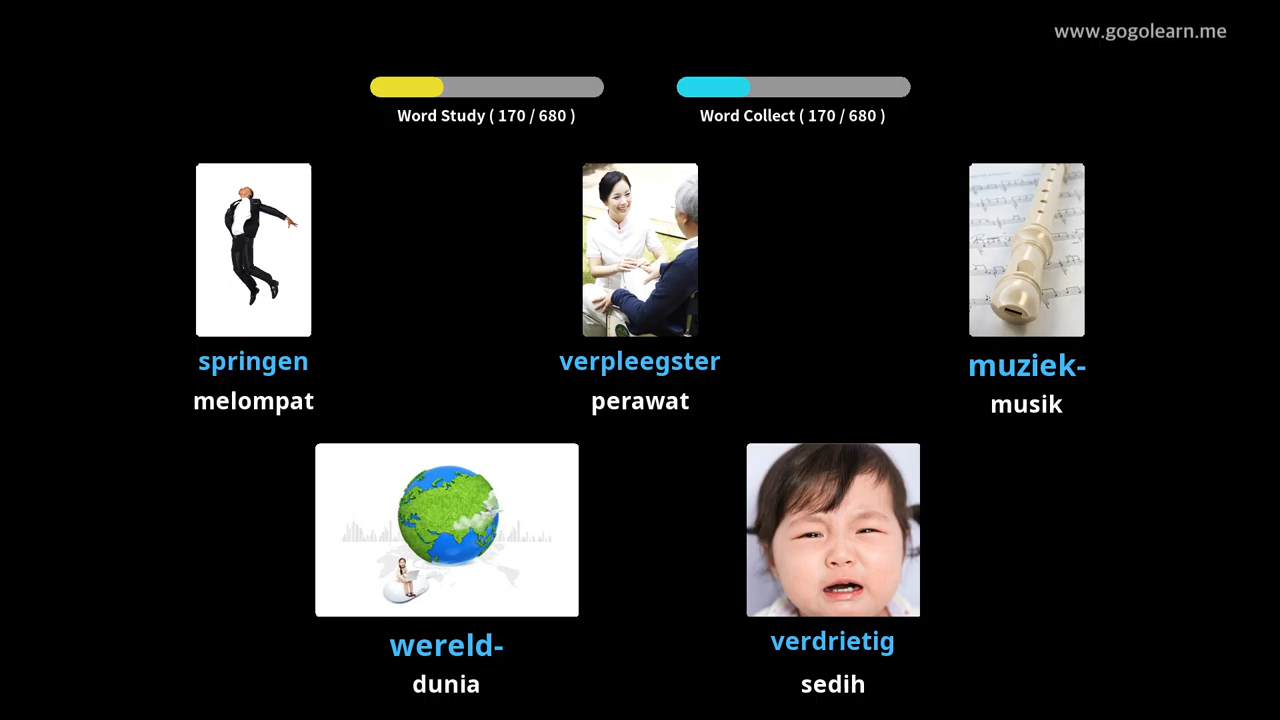 www.gogolearn.me
Word Study ( 170 / 680 )
Word Collect ( 170 / 680 )
springen
melompat
verpleegster
perawat
muziek-
musik
wereld-
dunia
verdrietig
sedih